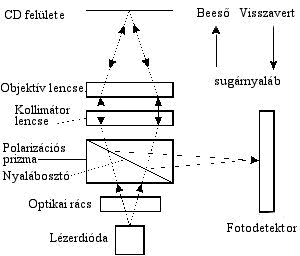 CD felülete
Beeső Visszavert
sugárnyaláb
Objektív lencse
Kollimátor
lencse
Polarizációs
prizma
Nyalábosztó
Optikai rács
Lézerdióda
Fotodetektor